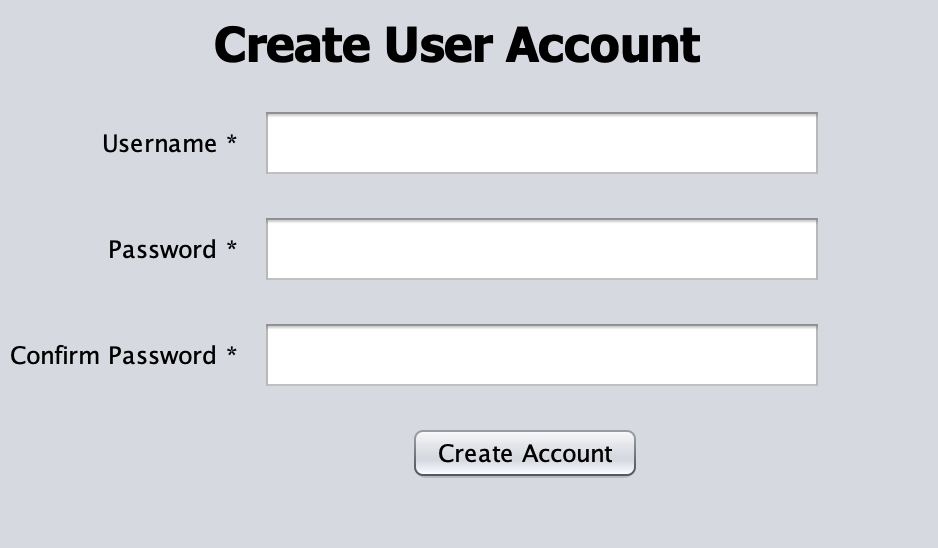 Create User Account
Username *
Password *
Confirm Password *
Create Account